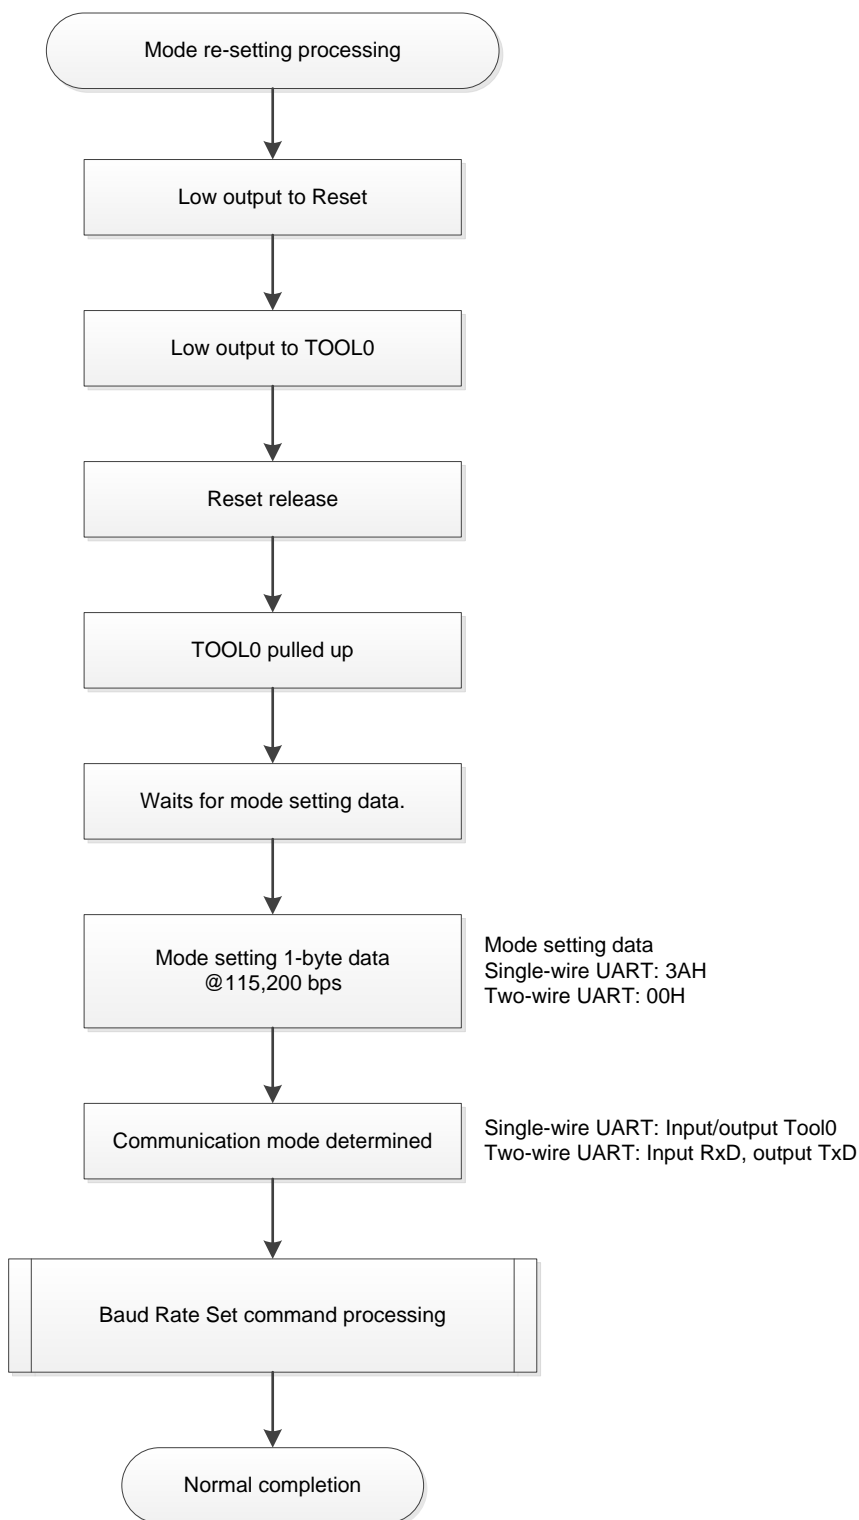 Mode re-setting processing
Low output to Reset
Low output to TOOL0
Reset release
TOOL0 pulled up
Waits for mode setting data.
Mode setting 1-byte data
@115,200 bps
Mode setting data
Single-wire UART: 3AH
Two-wire UART: 00H
Communication mode determined
Single-wire UART: Input/output Tool0
Two-wire UART: Input RxD, output TxD
Baud Rate Set command processing
Normal completion